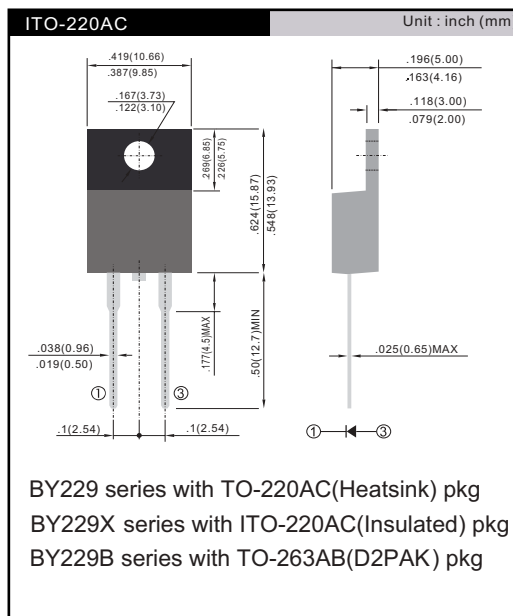 ITO-220AC
Unit : inch (mm
.419(10.66)
.387(9.85)
.196(5.00)
.163(4.16)
.167(3.73)
.122(3.10)
.118(3.00)
.079(2.00)
.269(6.85)
.226(5.75)
.624(15.87)
.548(13.93)
.177(4.5)MAX
.50(12.7)MIN
.038(0.96)
.019(0.50)
.025(0.65)MAX
① ③
.1(2.54) .1(2.54)
① ③
BY229 series with TO-220AC(Heatsink) pkg
BY229X series with ITO-220AC(Insulated) pkg
BY229B series with TO-263AB(D2PAK) pkg